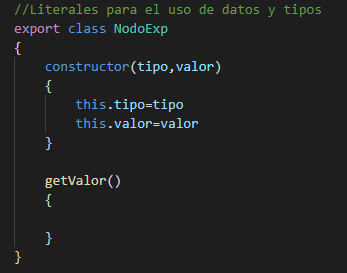 //Literales para el uso de datos y tipos
export class NodoExp
{
    constructor(tipo,valor)
    {
        this.tipo=tipo
        this.valor=valor
    }

    getValor()
    {

    }
}